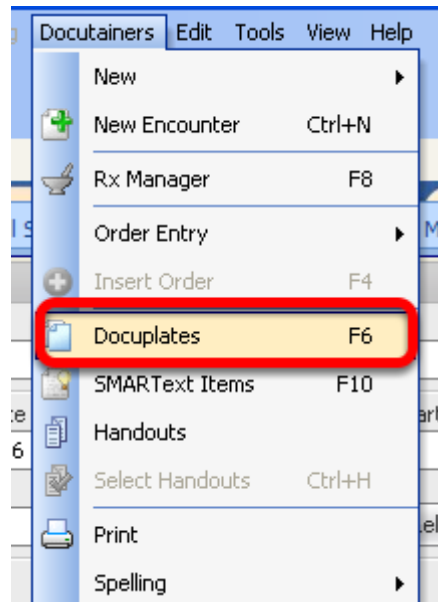 Docutainers Edit Tools View Help
New
New Encounter Ctrl+N
Rx Manager F8
Order Entry
Insert Order F4
Docuplates F6
SMARText Items F10
Handouts
Select Handouts Ctrl+H
Print
Spelling
6